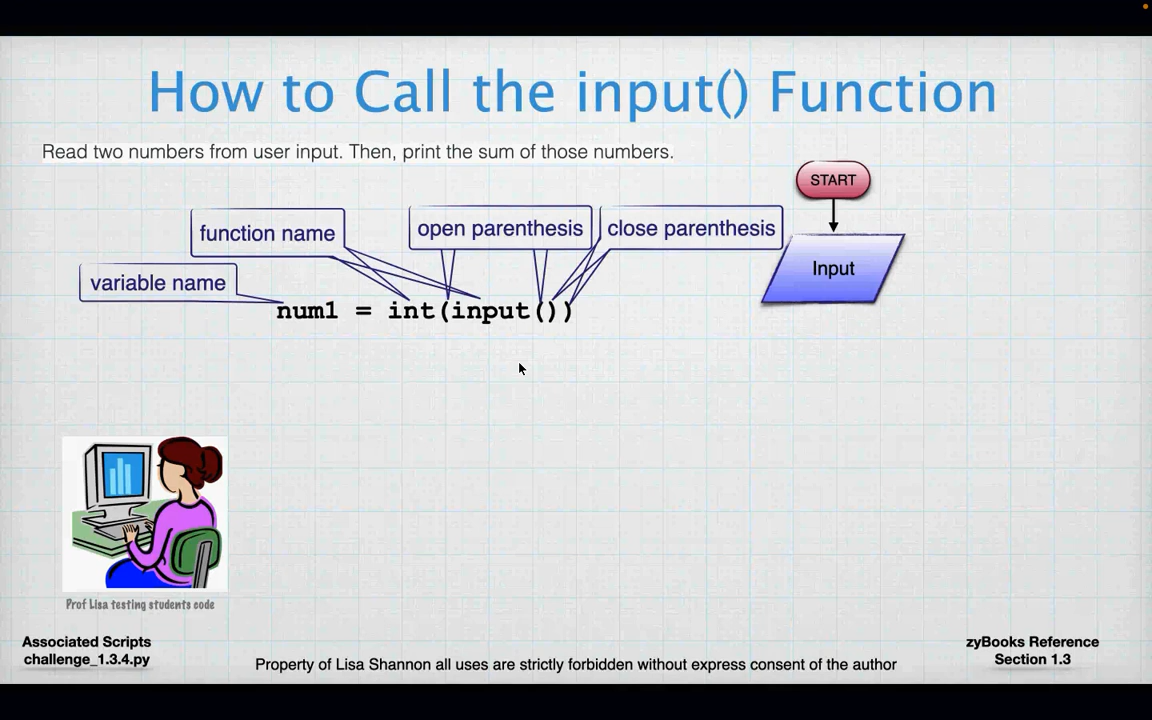 How to Call the input() Function
Read two numbers from user input. Then, print the sum of those numbers.
START
function name
open parenthesis
close parenthesis
Input
variable name
num1 = int(input())
Prof Lisa testing students code
Associated Scripts
challenge_1.3.4.py
Property of Lisa Shannon all uses are strictly forbidden without express consent of the author
zyBooks Reference
Section 1.3